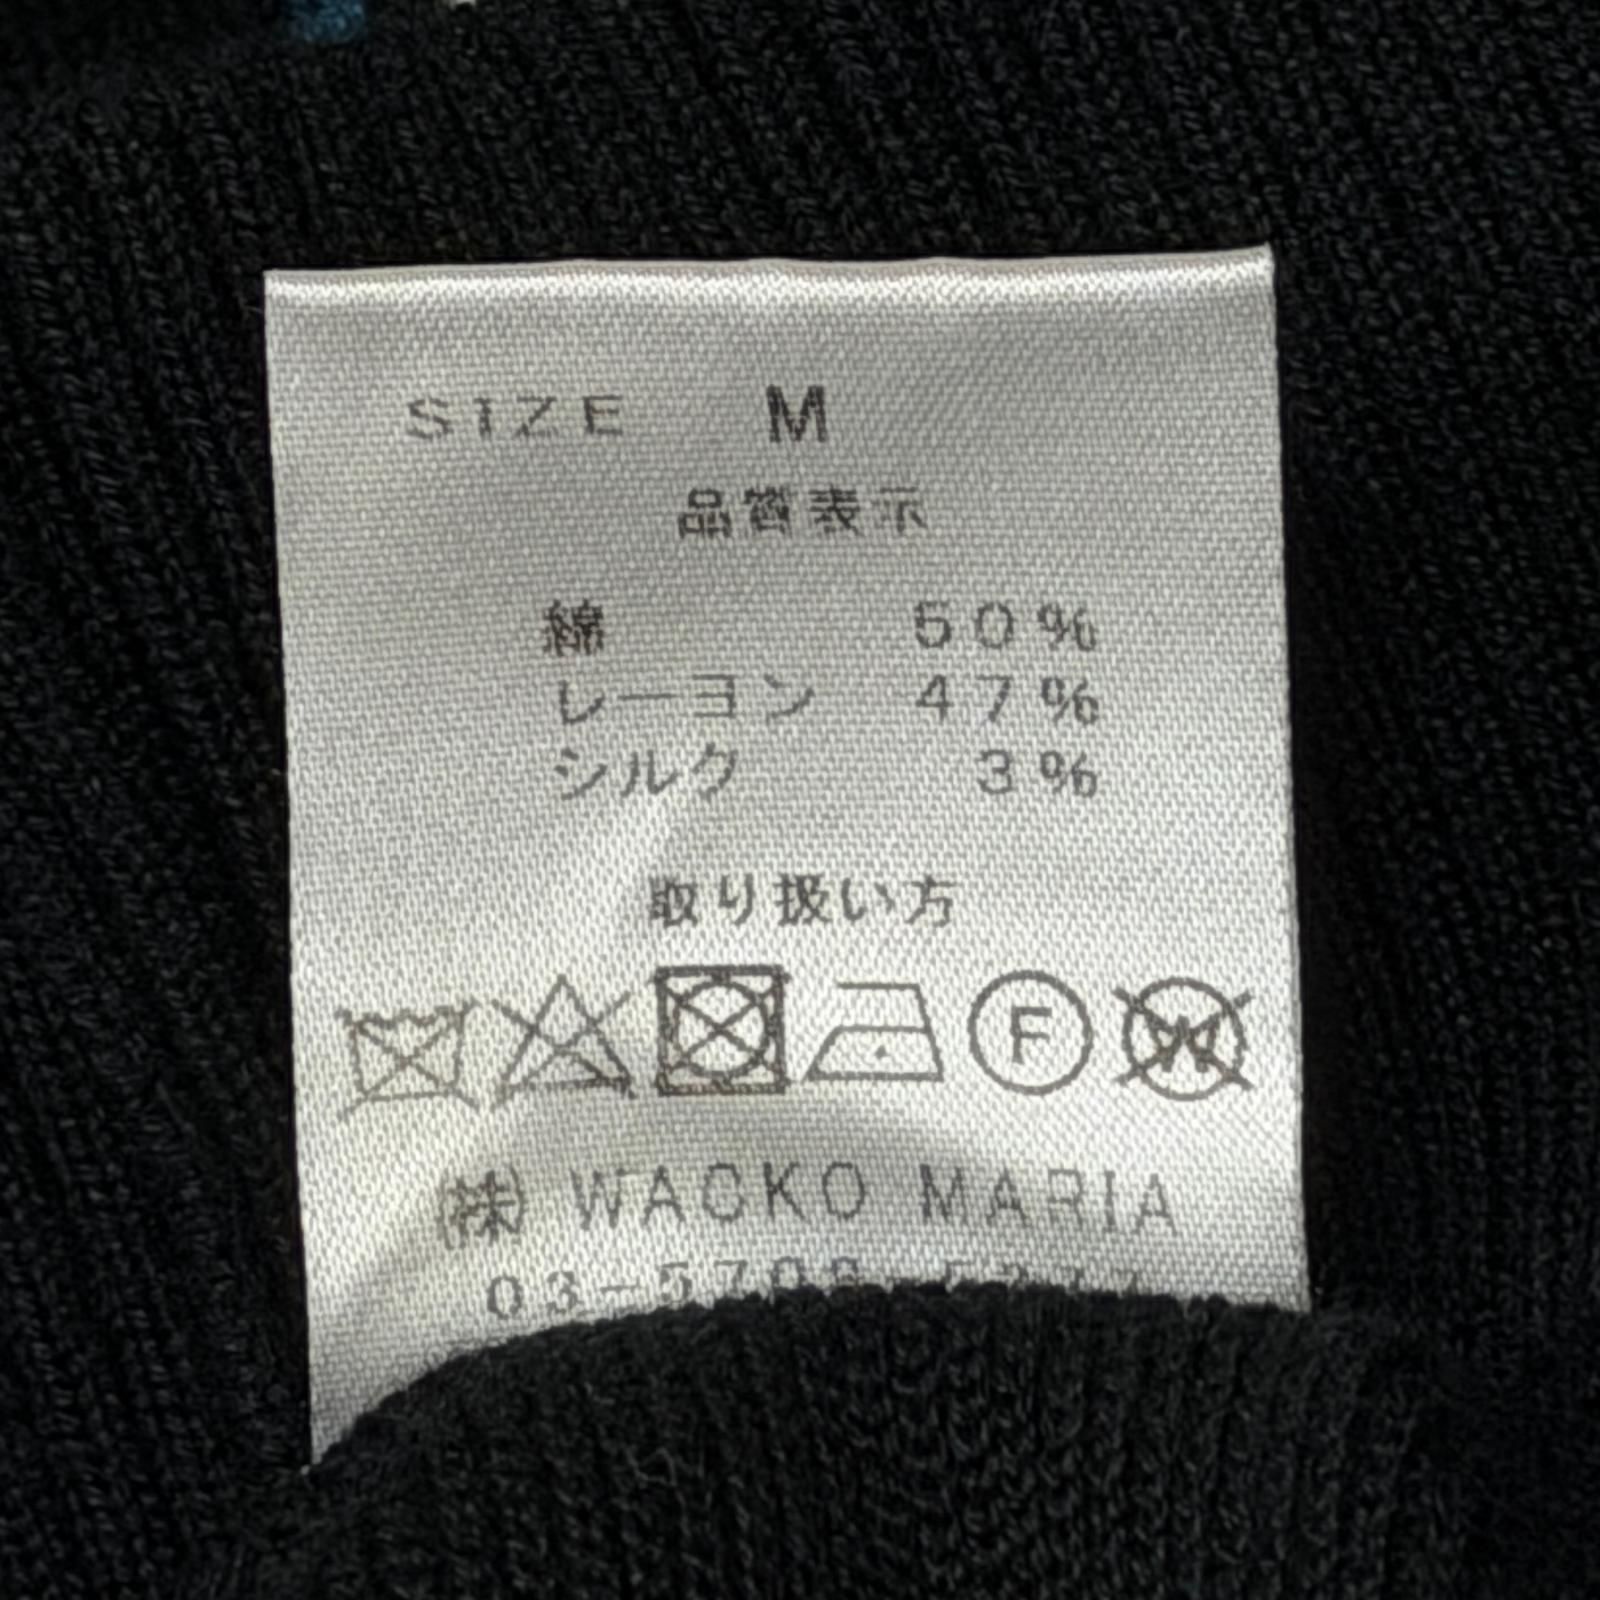 SIZE M
品質表示
綿 50%
レーヨン 47%
シルク 3%
取り扱い方
F W
㈱ WACKO MARIA